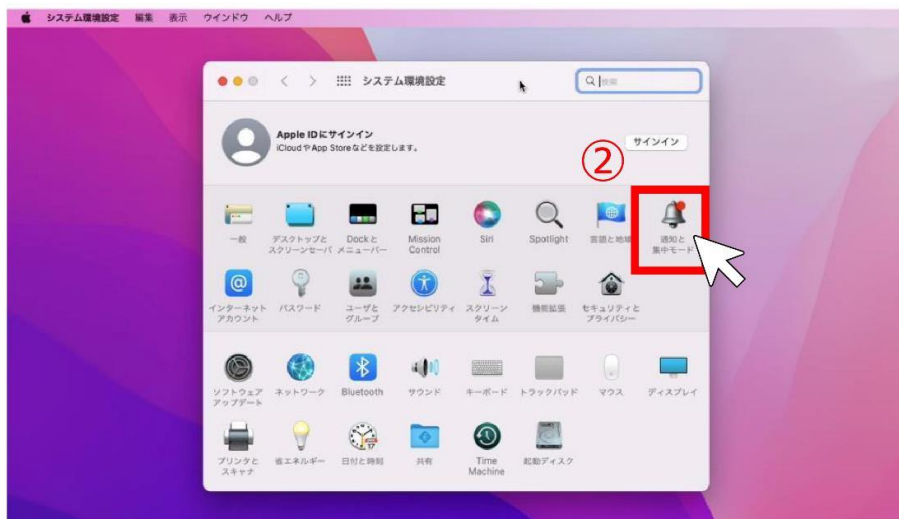 システム環境設定 編集 表示 ウインドウ ヘルプ
システム環境設定
検索
Apple IDにサインイン
iCloudやApp Storeなどを設定します。
サインイン
②
一般
デスクトップと
スクリーンセーバ
Dockと
メニューバー
Mission
Control
Siri
Spotlight
言語と地域
通知と
集中モード
インターネット
アカウント
パスワード
ユーザと
グループ
アクセシビリティ
スクリーン
タイム
機能拡張
セキュリティと
プライバシー
ソフトウェア
アップデート
ネットワーク
Bluetooth
サウンド
キーボード
トラックパッド
マウス
ディスプレイ
プリンタと
スキャナ
省エネルギー
日付と時刻
共有
Time
Machine
起動ディスク